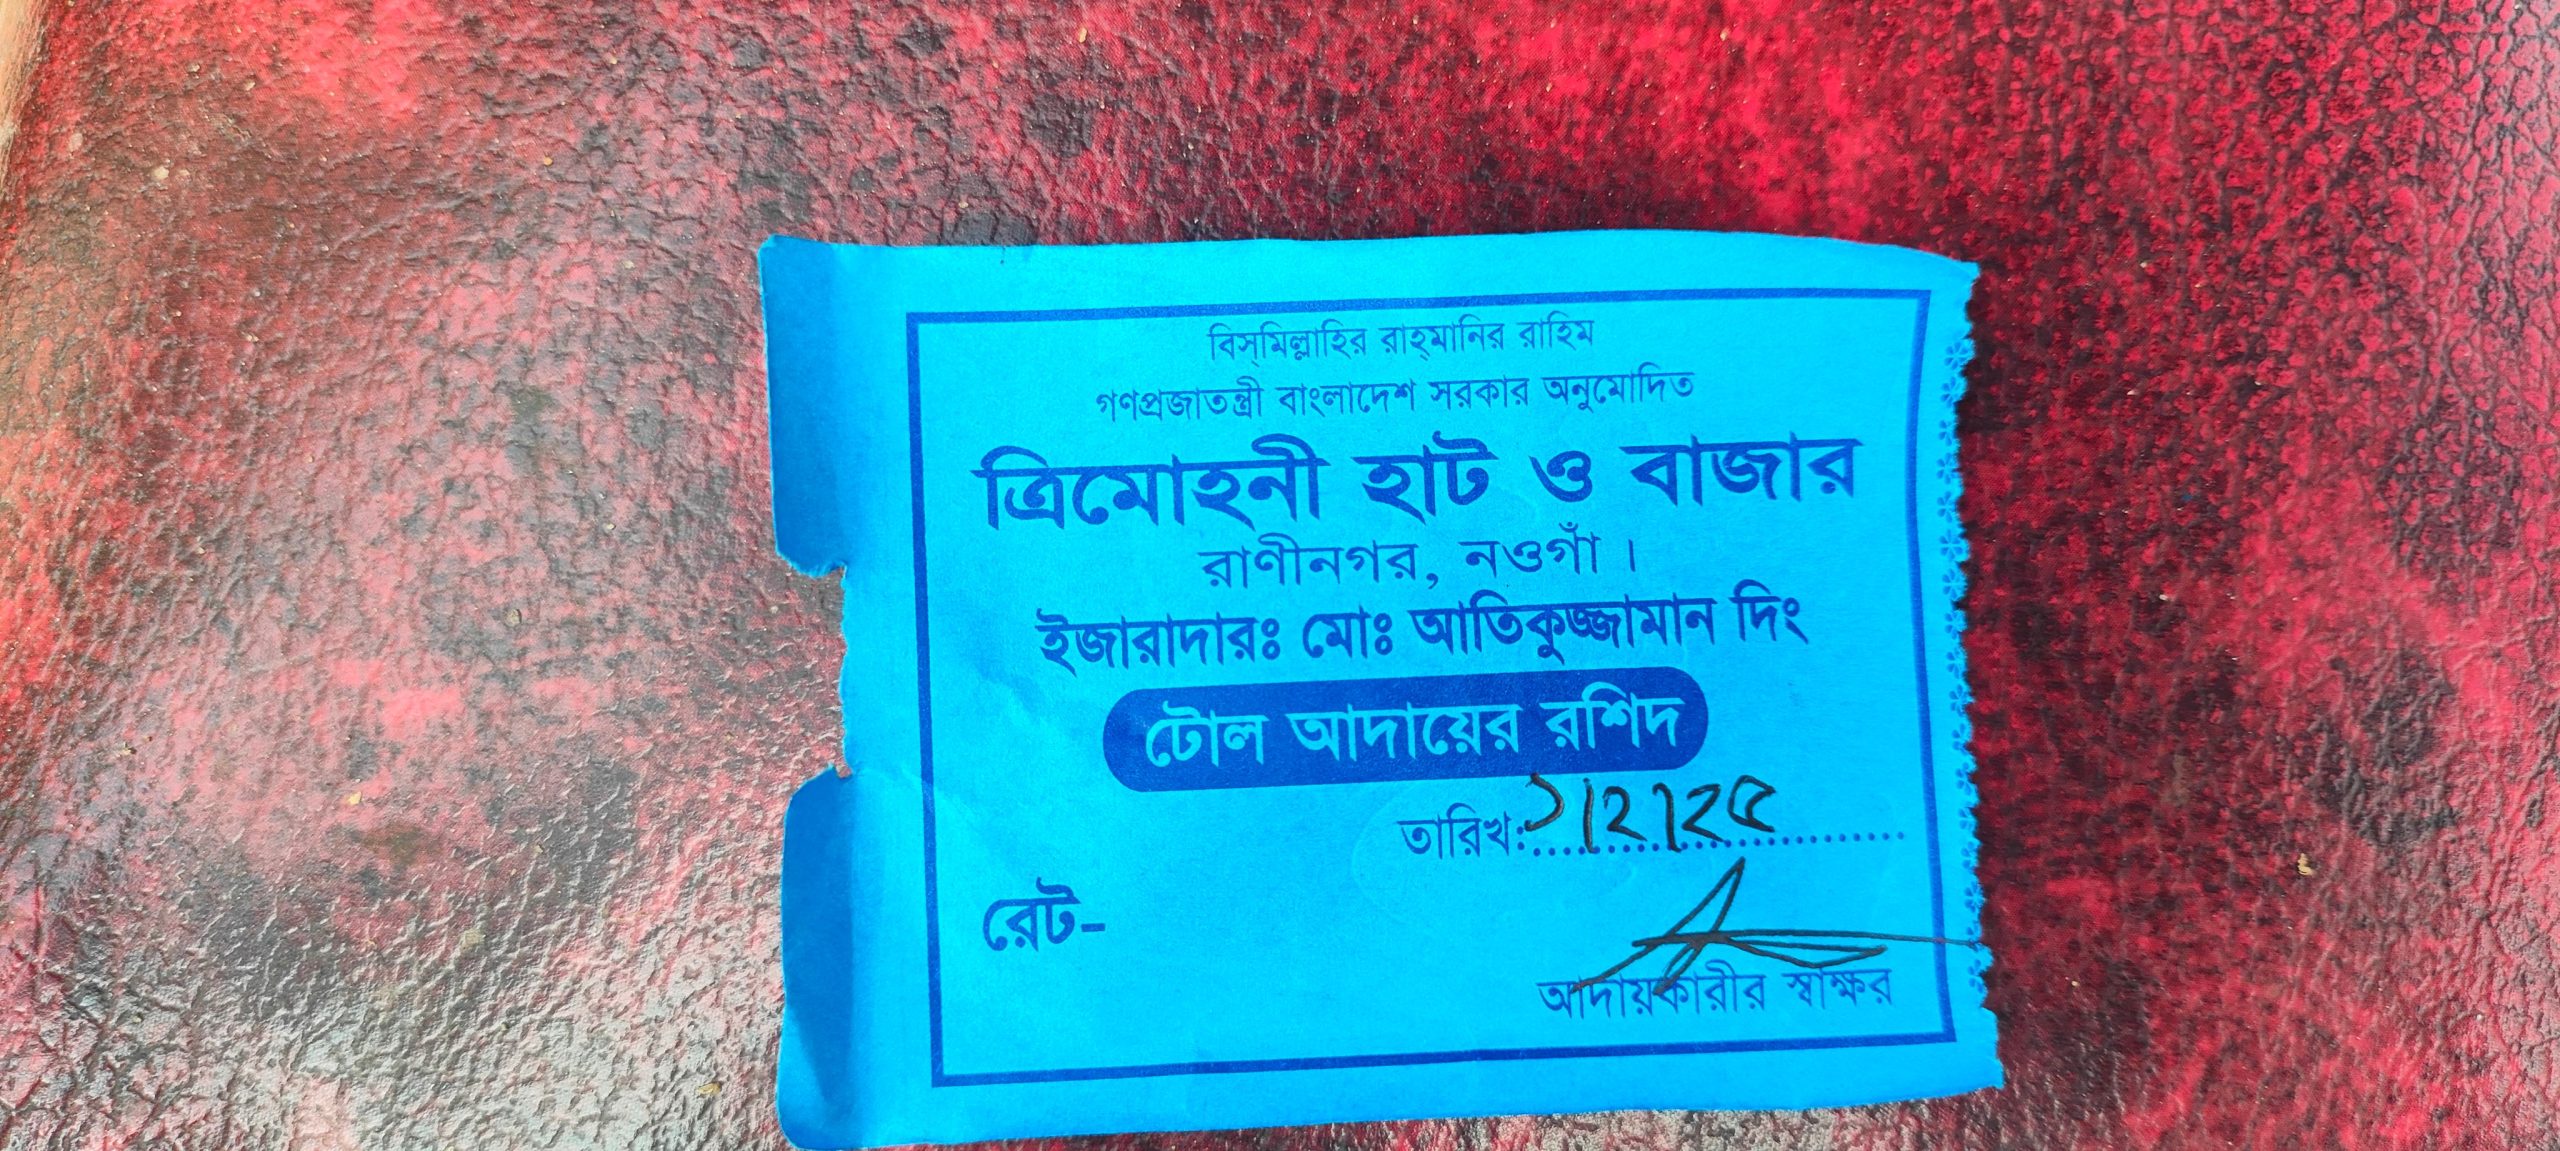 বিস্‌মিল্লাহির রাহ্‌মানির রাহিম
গণপ্রজাতন্ত্রী বাংলাদেশ সরকার অনুমোদিত
ত্রিমোহনী হাট ও বাজার
রাণীনগর, নওগাঁ।
ইজারাদারঃ মোঃ আতিকুজ্জামান দিং
টোল আদায়ের রশিদ
তারিখ: ১/২/২৫
রেট-
আদায়কারীর স্বাক্ষর